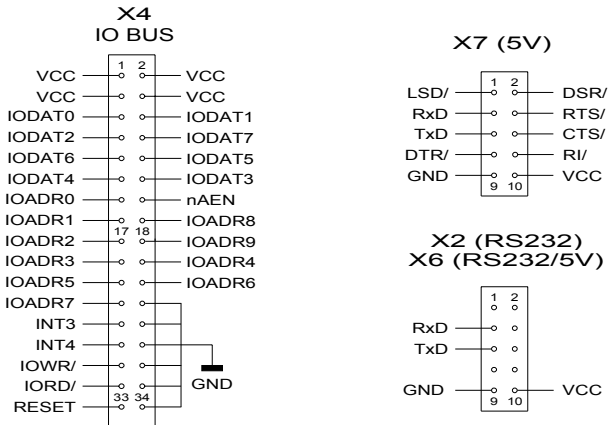 X4
IO BUS
1 2
VCC VCC
VCC VCC
IODAT0 IODAT1
IODAT2 IODAT7
IODAT6 IODAT5
IODAT4 IODAT3
IOADR0 nAEN
IOADR1 IOADR8
17 18
IOADR2 IOADR9
IOADR3 IOADR4
IOADR5 IOADR6
IOADR7
INT3
INT4
IOWR/
IORD/ GND
33 34
RESET
X7 (5V)
1 2
LSD/ DSR/
RxD RTS/
TxD CTS/
DTR/ RI/
GND VCC
9 10
X2 (RS232)
X6 (RS232/5V)
1 2
RxD
TxD
GND VCC
9 10